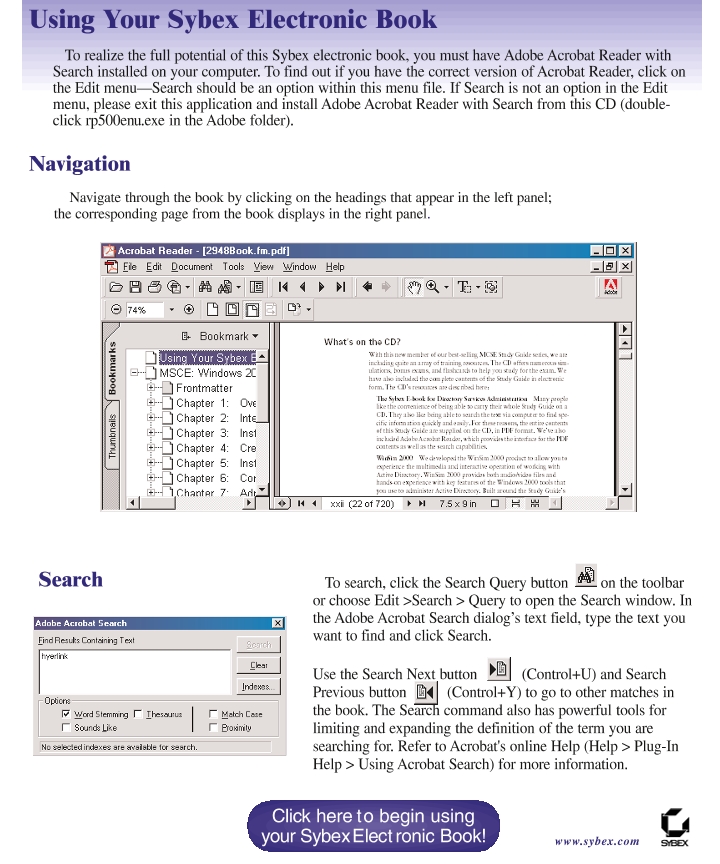 Using Your Sybex Electronic Book
To realize the full potential of this Sybex electronic book, you must have Adobe Acrobat Reader with
Search installed on your computer. To find out if you have the correct version of Acrobat Reader, click on
the Edit menu—Search should be an option within this menu file. If Search is not an option in the Edit
menu, please exit this application and install Adobe Acrobat Reader with Search from this CD (double-
click rp500enu.exe in the Adobe folder).
Navigation
Navigate through the book by clicking on the headings that appear in the left panel;
the corresponding page from the book displays in the right panel.
Acrobat Reader - [2948Book.fm.pdf]
File Edit Document Tools View Window Help
Adobe
74%
Bookmarks
Thumbnails
Bookmark
Using Your Sybex E
MSCE: Windows 20
Frontmatter
Chapter 1: Ove
Chapter 2: Inte
Chapter 3: Inst
Chapter 4: Cre
Chapter 5: Inst
Chapter 6: Cor
Chapter 7: Adr
What's on the CD?
With this new member of our best-selling MCSE Study Guide series, we are
including quite an array of training resources. The CD offers numerous sim-
ulations, bonus exams, and flashcards to help you study for the exam. We
have also included the complete contents of the Study Guide in electronic
form. The CD's resources are described here:
The Sybex E-book for Directory Services Administration Many people
like the convenience of being able to carry their whole Study Guide on a
CD. They also like being able to search the text via computer to find spe-
cific information quickly and easily. For these reasons, the entire contents
of this Study Guide are supplied on the CD, in PDF format. We've also
included Adobe Acrobat Reader, which provides the interface for the PDF
contents as well as the search capabilities.
WinSim 2000 We developed the WinSim 2000 product to allow you to
experience the multimedia and interactive operation of working with
Active Directory. WinSim 2000 provides both audio/video files and
hands-on experience with key features of the Windows 2000 tools that
you use to administer Active Directory. Built around the Study Guide's
xxii (22 of 720)
7.5 x 9 in
Search
Adobe Acrobat Search
Find Results Containing Text
hyerlink
Search
Clear
Indexes...
Options
Word Stemming Thesaurus Match Case
Sounds Like Proximity
No selected indexes are available for search.
To search, click the Search Query button on the toolbar
or choose Edit >Search > Query to open the Search window. In
the Adobe Acrobat Search dialog's text field, type the text you
want to find and click Search.
Use the Search Next button (Control+U) and Search
Previous button (Control+Y) to go to other matches in
the book. The Search command also has powerful tools for
limiting and expanding the definition of the term you are
searching for. Refer to Acrobat's online Help (Help > Plug-In
Help > Using Acrobat Search) for more information.
Click here to begin using
your Sybex Electronic Book!
www.sybex.com
SYBEX